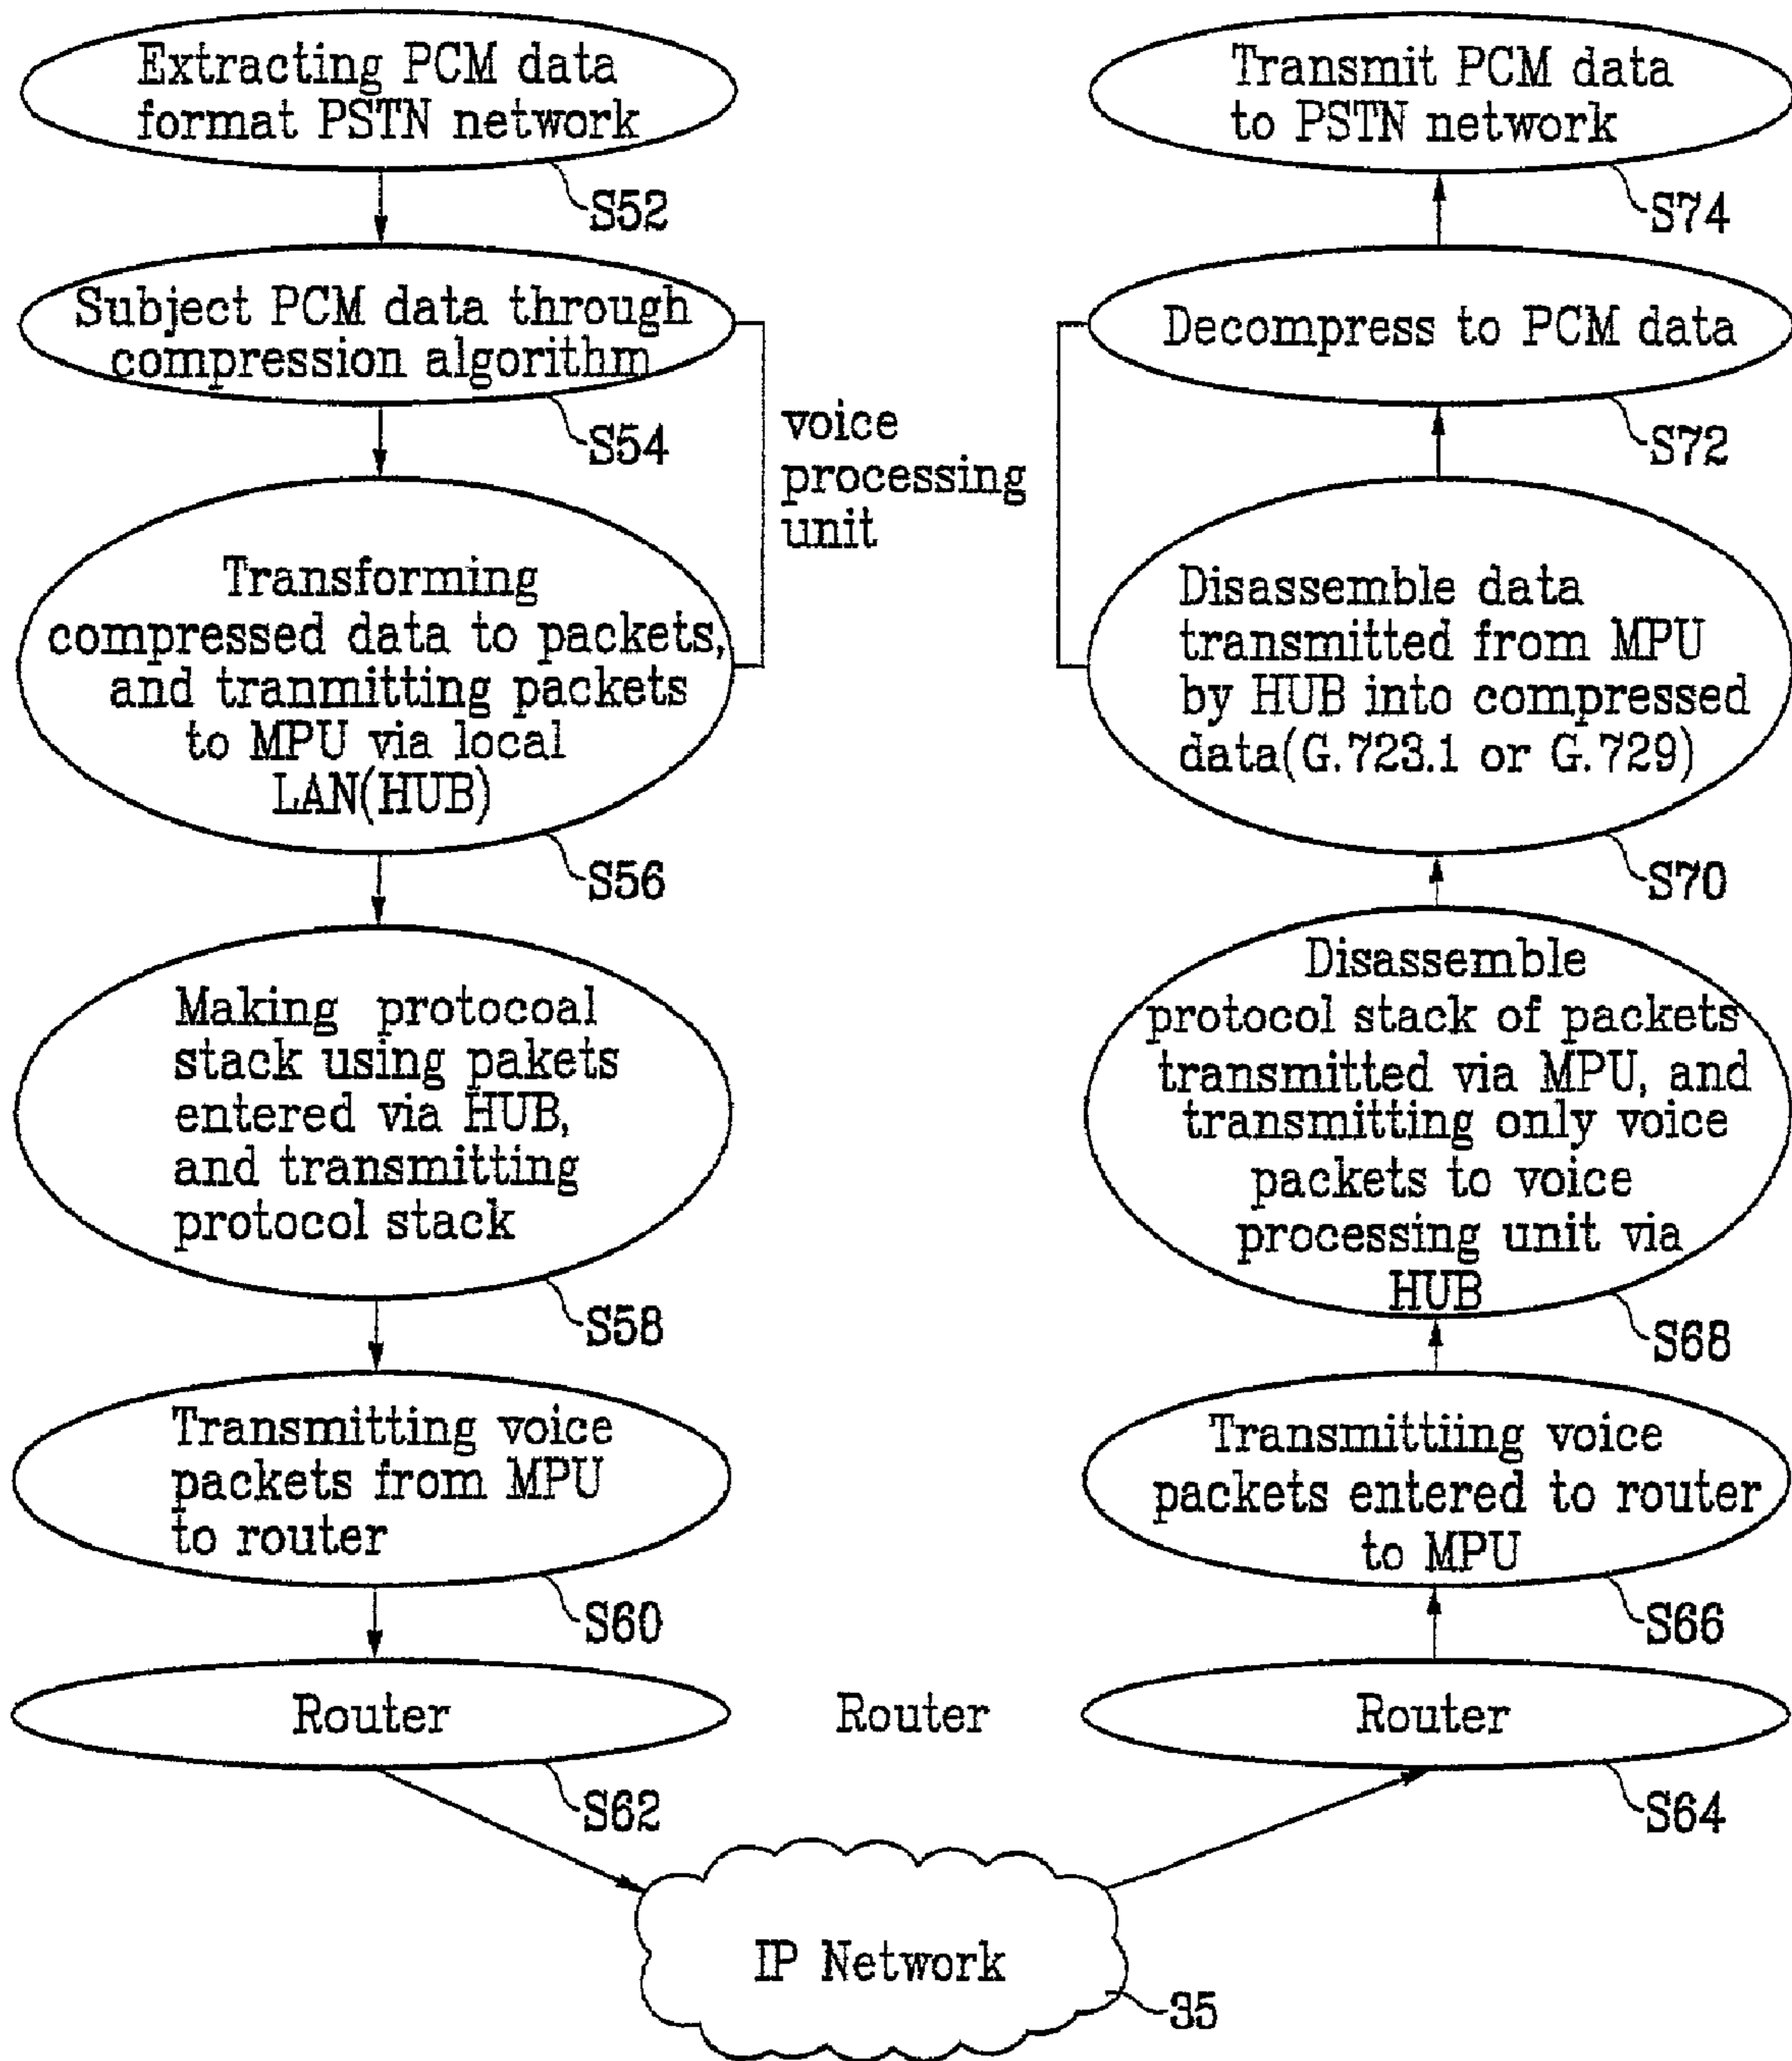 Extracting PCM data
format PSTN network
S52
Subject PCM data through
compression algorithm
S54
Transforming
compressed data to packets,
and tranmitting packets
to MPU via local
LAN(HUB)
S56
Making protocoal
stack using pakets
entered via HUB,
and transmitting
protocol stack
S58
Transmitting voice
packets from MPU
to router
S60
Router
S62
voice
processing
unit
Router
IP Network
35
Transmit PCM data
to PSTN network
S74
Decompress to PCM data
S72
Disassemble data
transmitted from MPU
by HUB into compressed
data(G.723.1 or G.729)
S70
Disassemble
protocol stack of packets
transmitted via MPU, and
transmitting only voice
packets to voice
processing unit via
HUB
S68
Transmittiing voice
packets entered to router
to MPU
S66
Router
S64